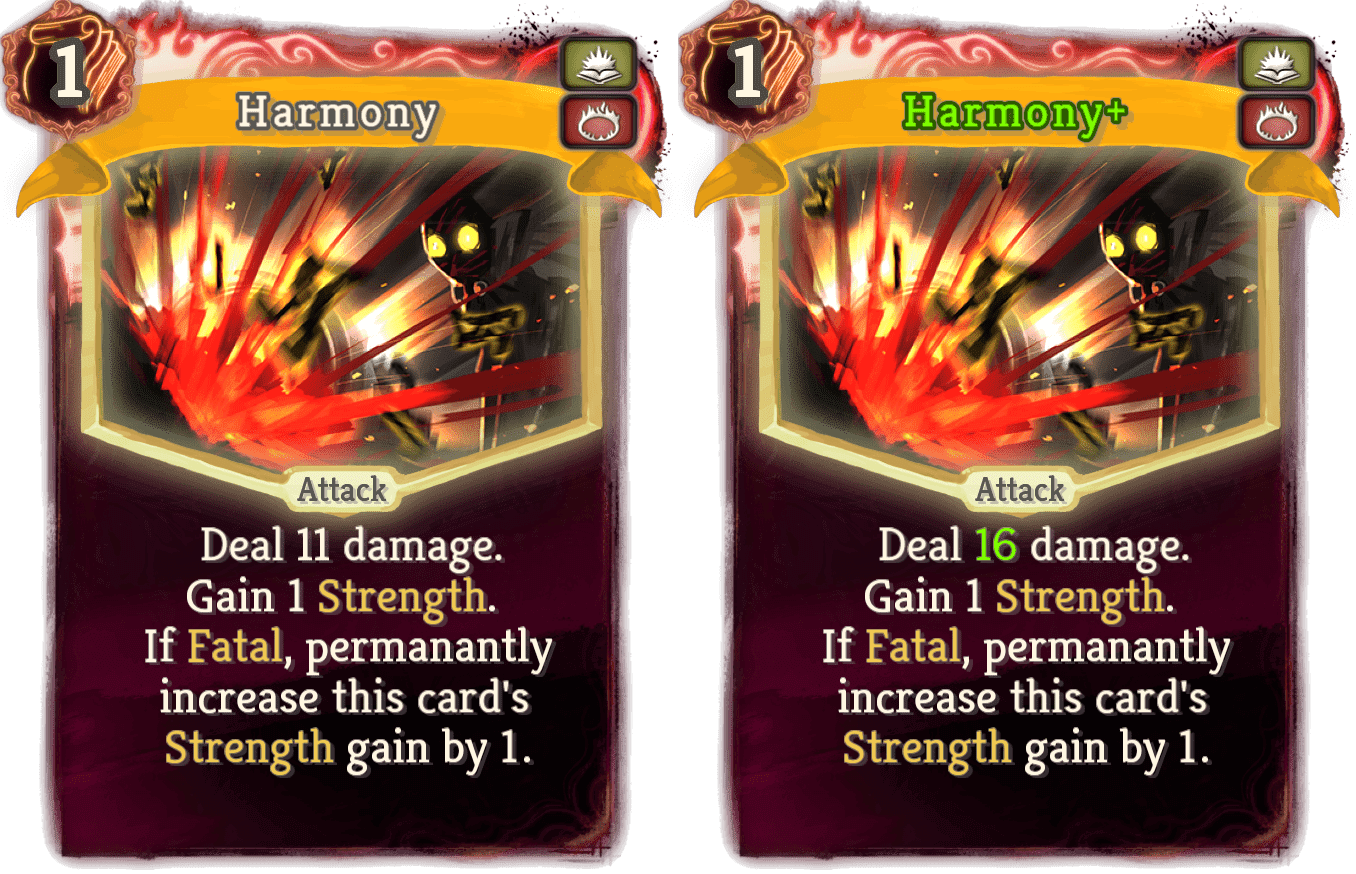 1
Harmony
Attack
Deal 11 damage.
Gain 1 Strength.
If Fatal, permanantly
increase this card's
Strength gain by 1.
1
Harmony+
Attack
Deal 16 damage.
Gain 1 Strength.
If Fatal, permanantly
increase this card's
Strength gain by 1.